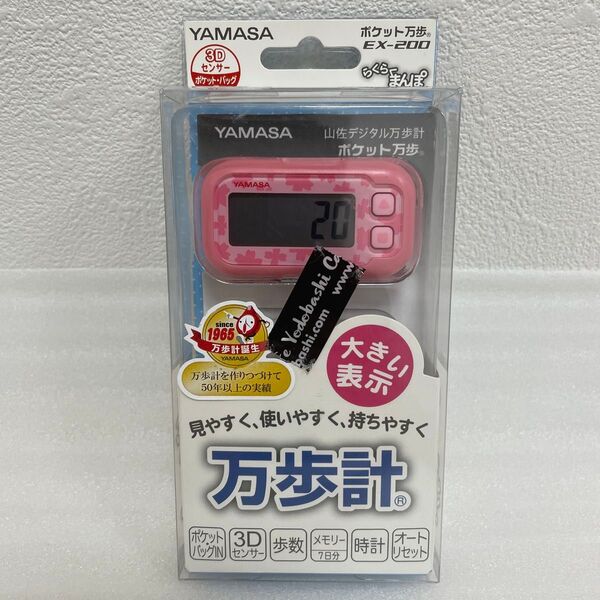 YAMASA
ポケット万歩®
EX-200
3D
センサー
ポケット・バッグ
らくらく
まんぽ
YAMASA
山佐デジタル万歩計
ポケット万歩®
YAMASA
20
Yodobashi
www.
bashi.com
since
1965
万歩計誕生
YAMASA
万歩計を作りつづけて
50年以上の実績
大きい
表示
見やすく、使いやすく、持ちやすく
万歩計®
ポケット
バッグIN
3D
センサー
歩数
メモリー
7日分
時計
オート
リセット